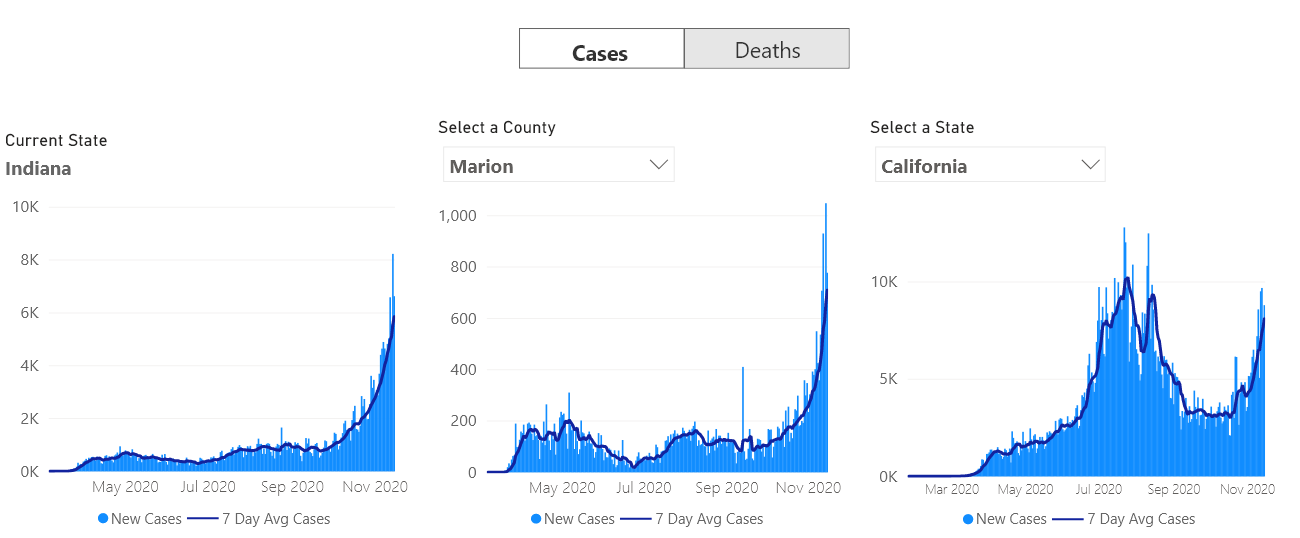 Cases
Deaths
Current State
Indiana
10K
8K
6K
4K
2K
0K
May 2020 Jul 2020 Sep 2020 Nov 2020
New Cases 7 Day Avg Cases
Select a County
Marion
1,000
800
600
400
200
0
May 2020 Jul 2020 Sep 2020 Nov 2020
New Cases 7 Day Avg Cases
Select a State
California
10K
5K
0K
Mar 2020 May 2020 Jul 2020 Sep 2020 Nov 2020
New Cases 7 Day Avg Cases